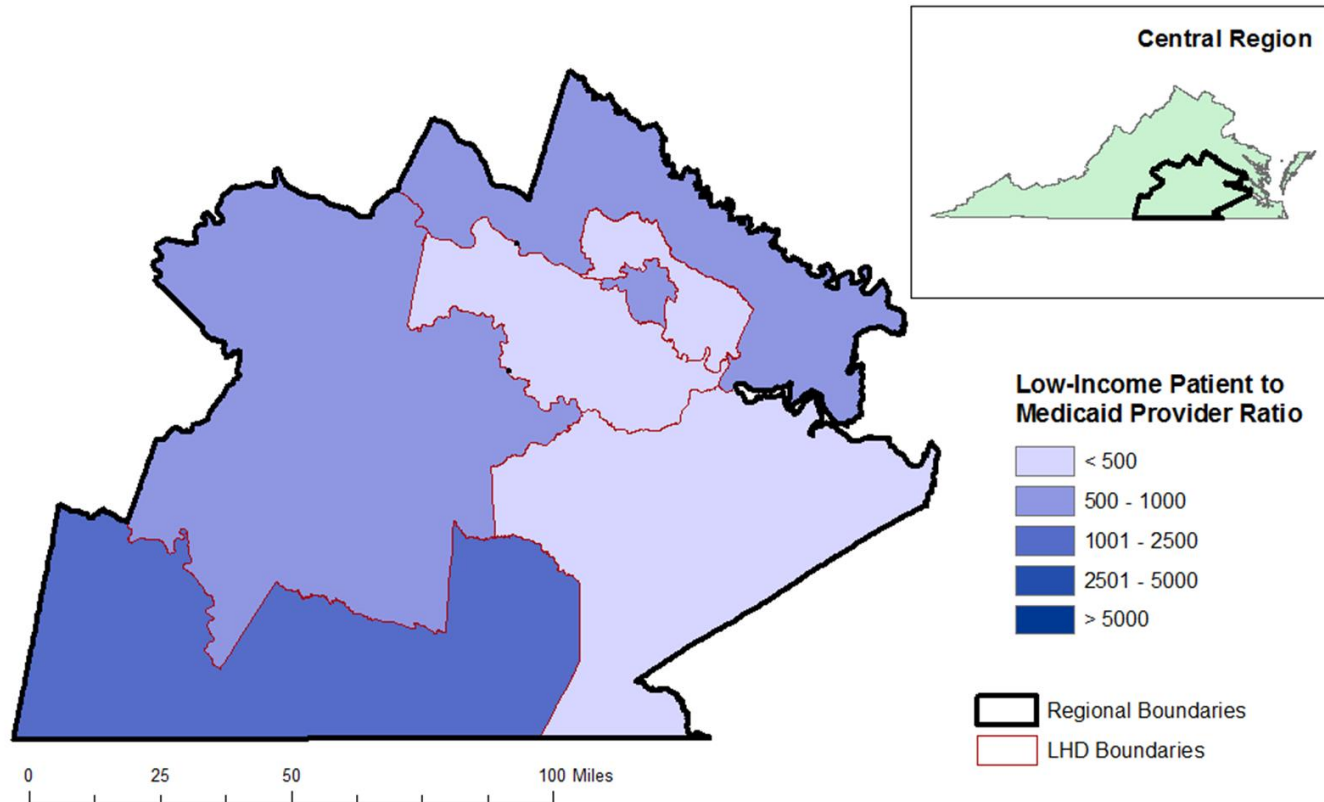 Central Region
Low-Income Patient to
Medicaid Provider Ratio
< 500
500 - 1000
1001 - 2500
2501 - 5000
> 5000
Regional Boundaries
LHD Boundaries
0 25 50 100 Miles